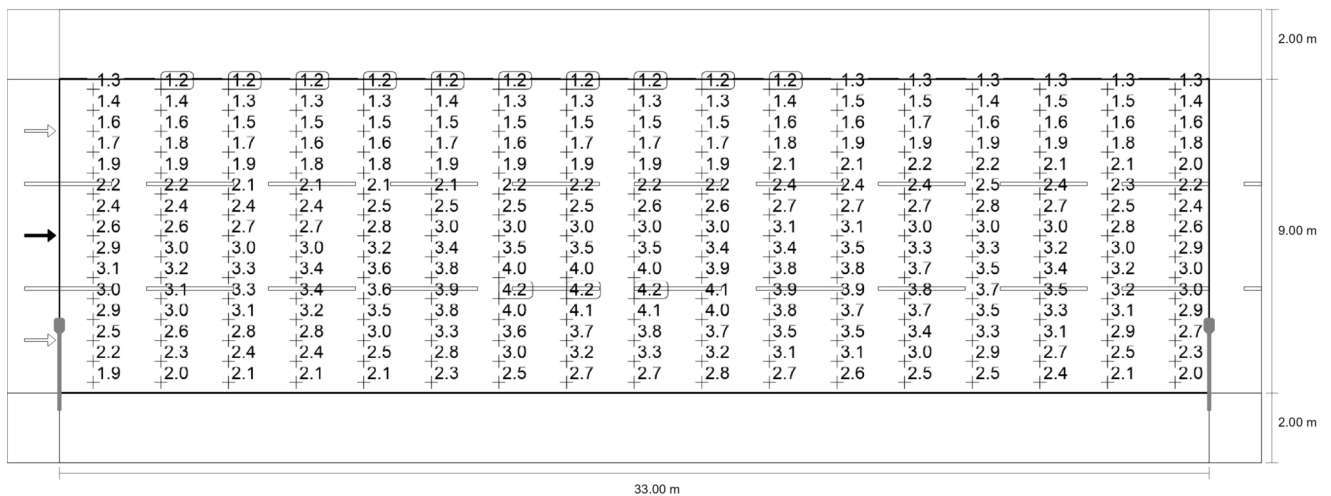 2.00 m
1.3 1.2 1.2 1.2 1.2 1.2 1.2 1.2 1.2 1.2 1.2 1.3 1.3 1.3 1.3 1.3 1.3
1.4 1.4 1.3 1.3 1.3 1.4 1.3 1.3 1.3 1.3 1.4 1.5 1.5 1.4 1.5 1.4 1.4
1.6 1.6 1.5 1.5 1.5 1.5 1.5 1.5 1.5 1.5 1.6 1.6 1.7 1.6 1.6 1.6 1.6
1.7 1.8 1.7 1.6 1.6 1.7 1.6 1.7 1.7 1.7 1.8 1.9 1.9 1.9 1.9 1.8 1.8
1.9 1.9 1.9 1.8 1.8 1.9 1.9 1.9 1.9 1.9 2.1 2.1 2.2 2.2 2.1 2.1 2.0
2.2 2.2 2.1 2.1 2.1 2.1 2.2 2.2 2.2 2.2 2.4 2.4 2.4 2.5 2.4 2.3 2.2
2.4 2.4 2.4 2.4 2.5 2.5 2.5 2.5 2.6 2.6 2.7 2.7 2.7 2.8 2.7 2.5 2.4
2.6 2.6 2.7 2.7 2.8 3.0 3.0 3.0 3.0 3.0 3.1 3.1 3.0 3.0 3.0 2.8 2.6
9.00 m
2.9 3.0 3.0 3.0 3.2 3.4 3.5 3.5 3.5 3.4 3.4 3.5 3.3 3.3 3.2 3.0 2.9
3.1 3.2 3.3 3.4 3.6 3.8 4.0 4.0 4.0 3.9 3.8 3.8 3.7 3.5 3.4 3.2 3.0
3.0 3.1 3.3 3.4 3.6 3.9 4.2 4.2 4.2 4.1 3.9 3.9 3.8 3.7 3.5 3.2 3.0
2.9 3.0 3.1 3.2 3.5 3.8 4.0 4.1 4.1 4.0 3.8 3.7 3.7 3.5 3.3 3.1 2.9
2.5 2.6 2.8 2.8 3.0 3.3 3.6 3.7 3.8 3.7 3.5 3.5 3.4 3.3 3.1 2.9 2.7
2.2 2.3 2.4 2.4 2.5 2.8 3.0 3.2 3.3 3.2 3.1 3.1 3.0 2.9 2.7 2.5 2.3
1.9 2.0 2.1 2.1 2.1 2.3 2.5 2.7 2.7 2.8 2.7 2.6 2.5 2.5 2.4 2.1 2.0
2.00 m
33.00 m